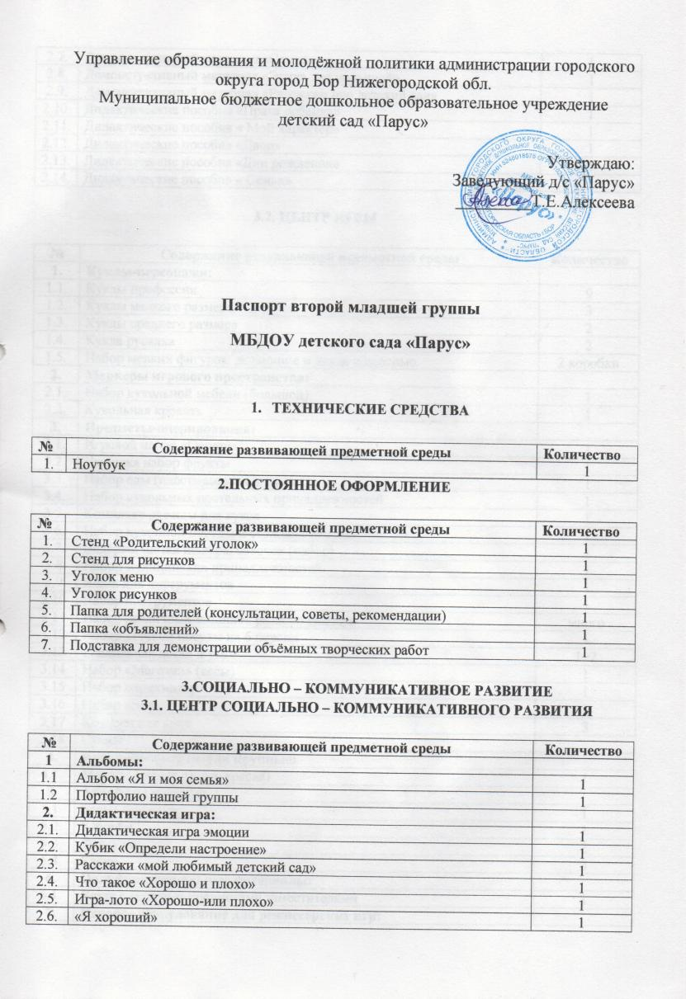 Управление образования и молодёжной политики администрации городского
округа город Бор Нижегородской обл.
Муниципальное бюджетное дошкольное образовательное учреждение
детский сад «Парус»
Утверждаю:
Заведующий д/с «Парус»
Т.Е.Алексеева
Паспорт второй младшей группы
МБДОУ детского сада «Парус»
1. ТЕХНИЧЕСКИЕ СРЕДСТВА
№ Содержание развивающей предметной среды Количество
1. Ноутбук 1
2.ПОСТОЯННОЕ ОФОРМЛЕНИЕ
№ Содержание развивающей предметной среды Количество
1. Стенд «Родительский уголок» 1
2. Стенд для рисунков 1
3. Уголок меню 1
4. Уголок рисунков 1
5. Папка для родителей (консультации, советы, рекомендации) 1
6. Папка «объявлений» 1
7. Подставка для демонстрации объёмных творческих работ 1
3.СОЦИАЛЬНО – КОММУНИКАТИВНОЕ РАЗВИТИЕ
3.1. ЦЕНТР СОЦИАЛЬНО – КОММУНИКАТИВНОГО РАЗВИТИЯ
№ Содержание развивающей предметной среды Количество
1 Альбомы:
1.1 Альбом «Я и моя семья» 1
1.2 Портфолио нашей группы 1
2. Дидактическая игра:
2.1. Дидактическая игра эмоции 1
2.2. Кубик «Определи настроение» 1
2.3. Расскажи «мой любимый детский сад» 1
2.4. Что такое «Хорошо и плохо» 1
2.5. Игра-лото «Хорошо-или плохо» 1
2.6. «Я хороший» 1